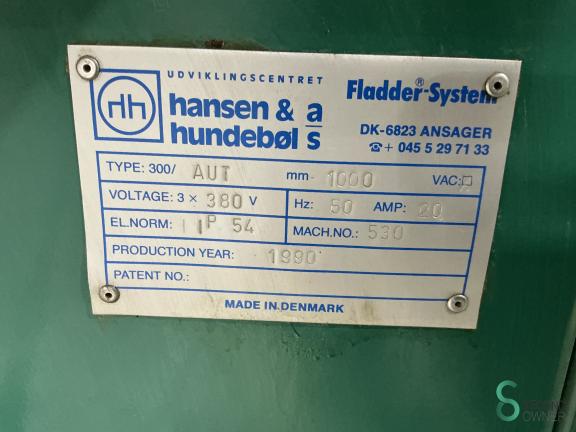 UDVIKLINGSCENTRET
hansen & a/s
hundebøl
Fladder®-System
DK-6823 ANSAGER
☎+ 045 5 29 71 33
TYPE: 300/ AUT mm 1000 VAC:□
VOLTAGE: 3 × 380 V Hz: 50 AMP: 20
EL.NORM: IP 54 MACH.NO.: 530
PRODUCTION YEAR: 1990
PATENT NO.:
MADE IN DENMARK
OWNER